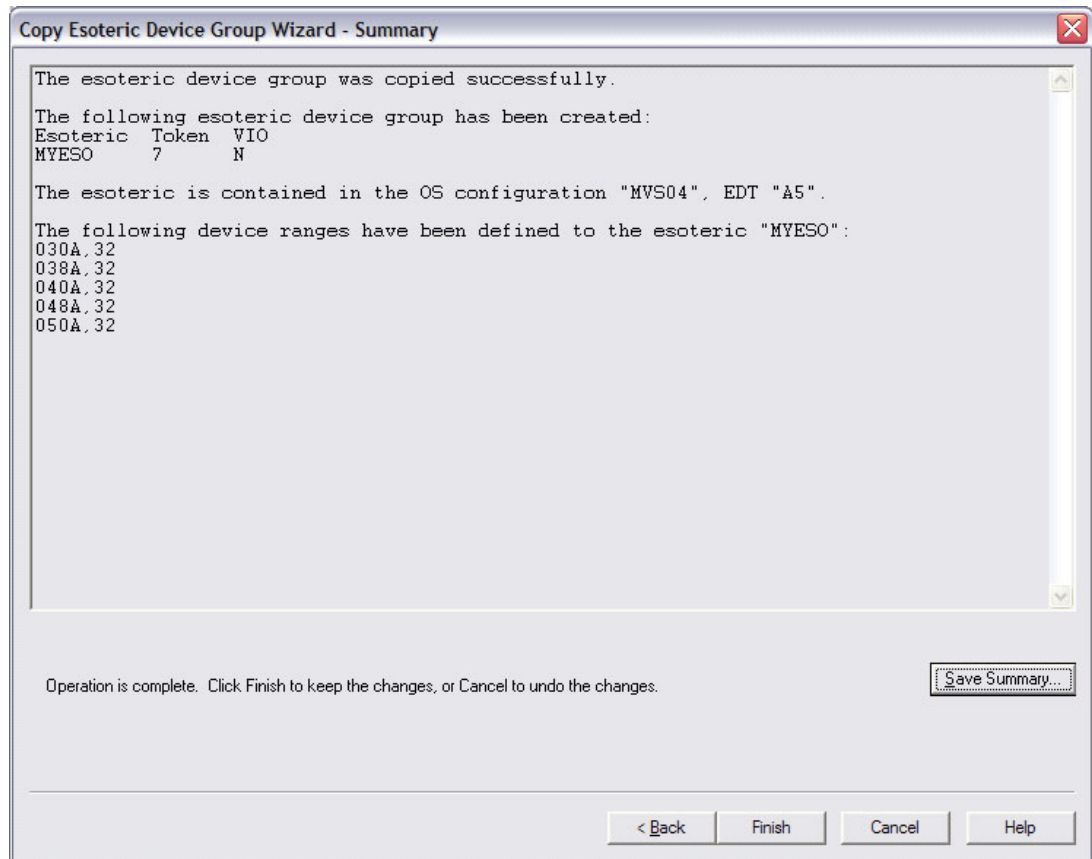 Copy Esoteric Device Group Wizard - Summary
The esoteric device group was copied successfully.
The following esoteric device group has been created:
Esoteric Token VIO
MYESO 7 N
The esoteric is contained in the OS configuration "MVS04", EDT "A5".
The following device ranges have been defined to the esoteric "MYESO":
030A,32
038A,32
040A,32
048A,32
050A,32
Operation is complete. Click Finish to keep the changes, or Cancel to undo the changes.
Save Summary...
< Back
Finish
Cancel
Help